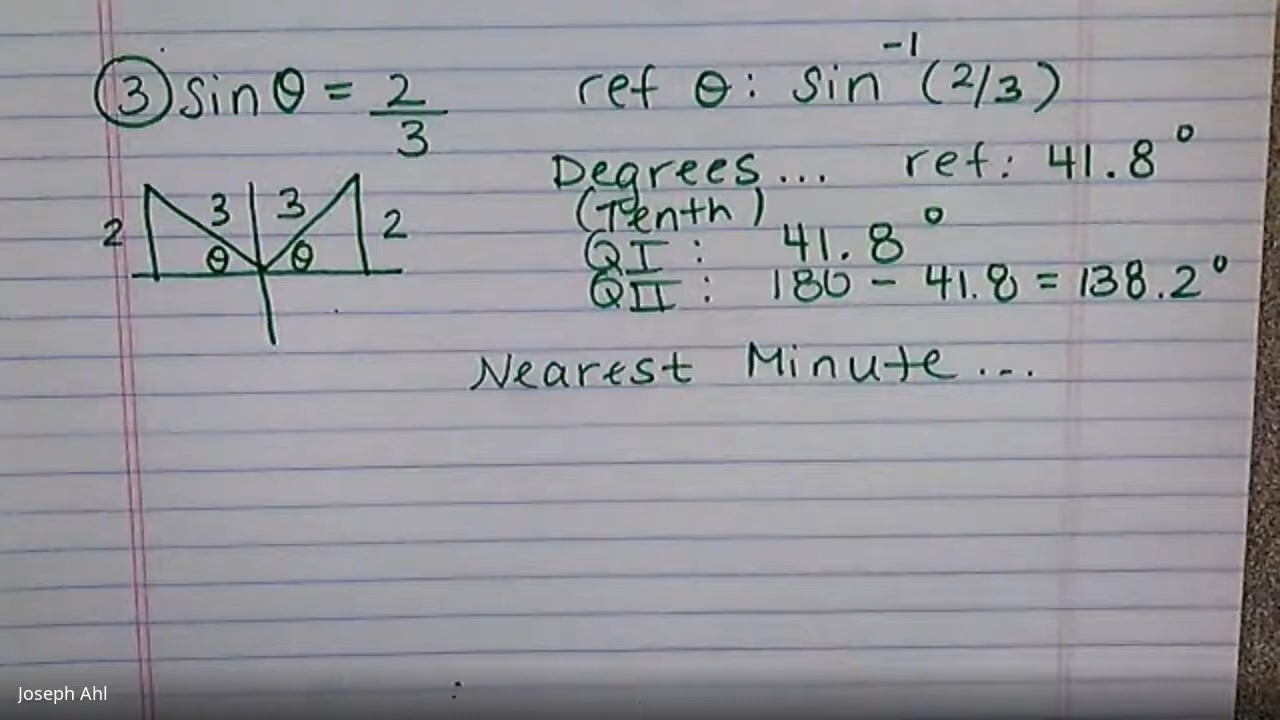 ③ sin θ = 2/3
ref θ: sin⁻¹(2/3)
2 3 3 2
θ θ
Degrees... ref: 41.8°
(Tenth)
QI: 41.8°
QII: 180 - 41.8 = 138.2°
Nearest Minute...
Joseph Ahl